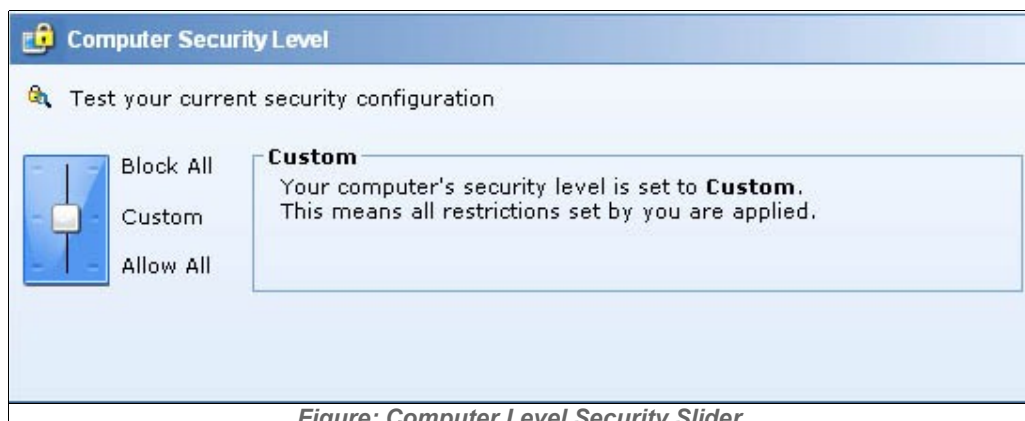 Computer Security Level
Test your current security configuration
Block All
Custom
Allow All
Custom
Your computer's security level is set to Custom.
This means all restrictions set by you are applied.
Figure: Computer Level Security Slider